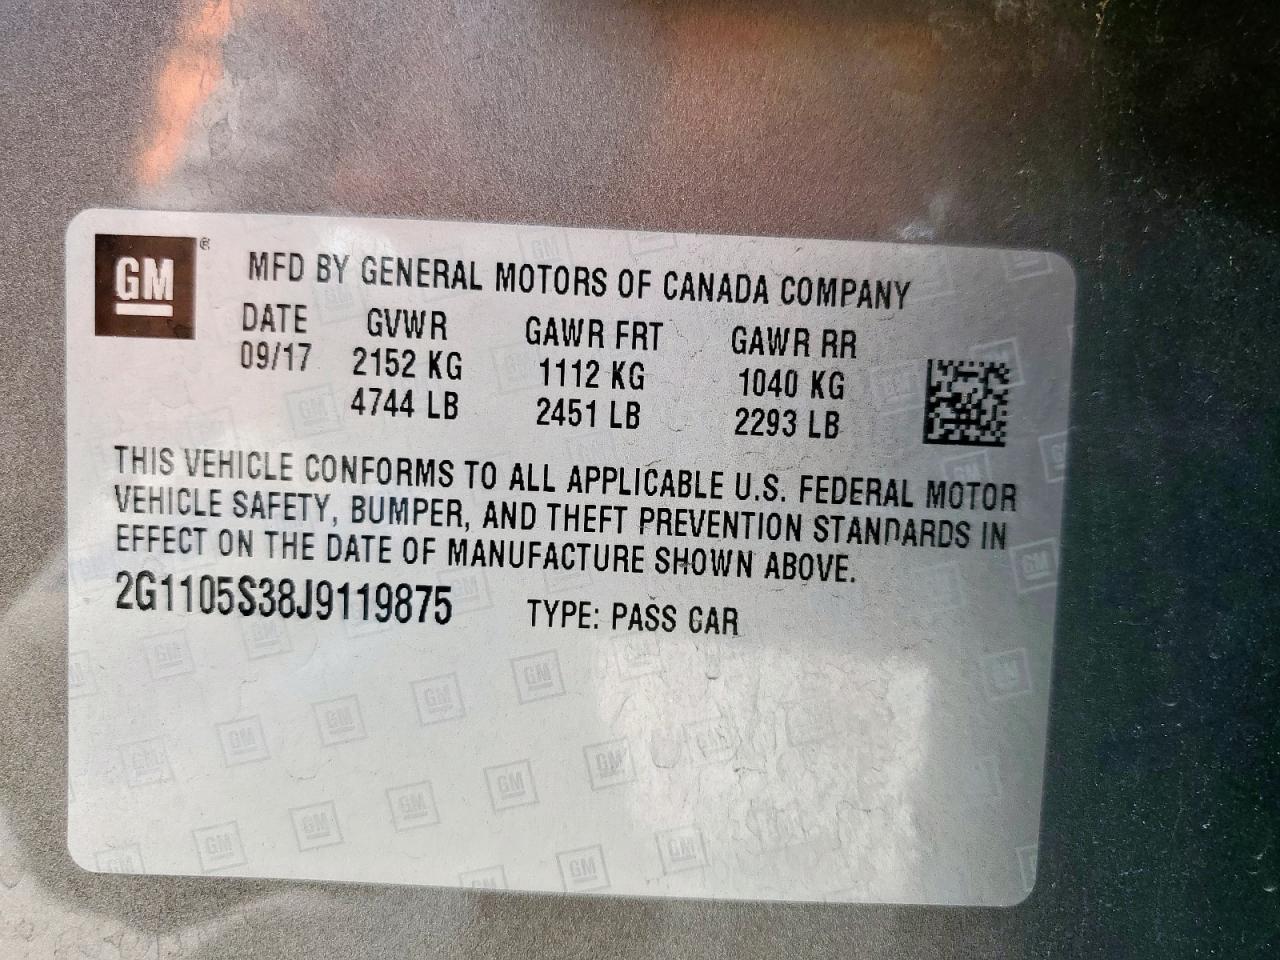 GM ®
MFD BY GENERAL MOTORS OF CANADA COMPANY
DATE GVWR GAWR FRT GAWR RR
09/17 2152 KG 1112 KG 1040 KG
4744 LB 2451 LB 2293 LB
THIS VEHICLE CONFORMS TO ALL APPLICABLE U.S. FEDERAL MOTOR
VEHICLE SAFETY, BUMPER, AND THEFT PREVENTION STANDARDS IN
EFFECT ON THE DATE OF MANUFACTURE SHOWN ABOVE.
2G1105S38J9119875 TYPE: PASS CAR